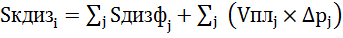 Sкдизᵢ = ∑ⱼ Sдизфⱼ + ∑ⱼ (Vплⱼ × Δpⱼ)